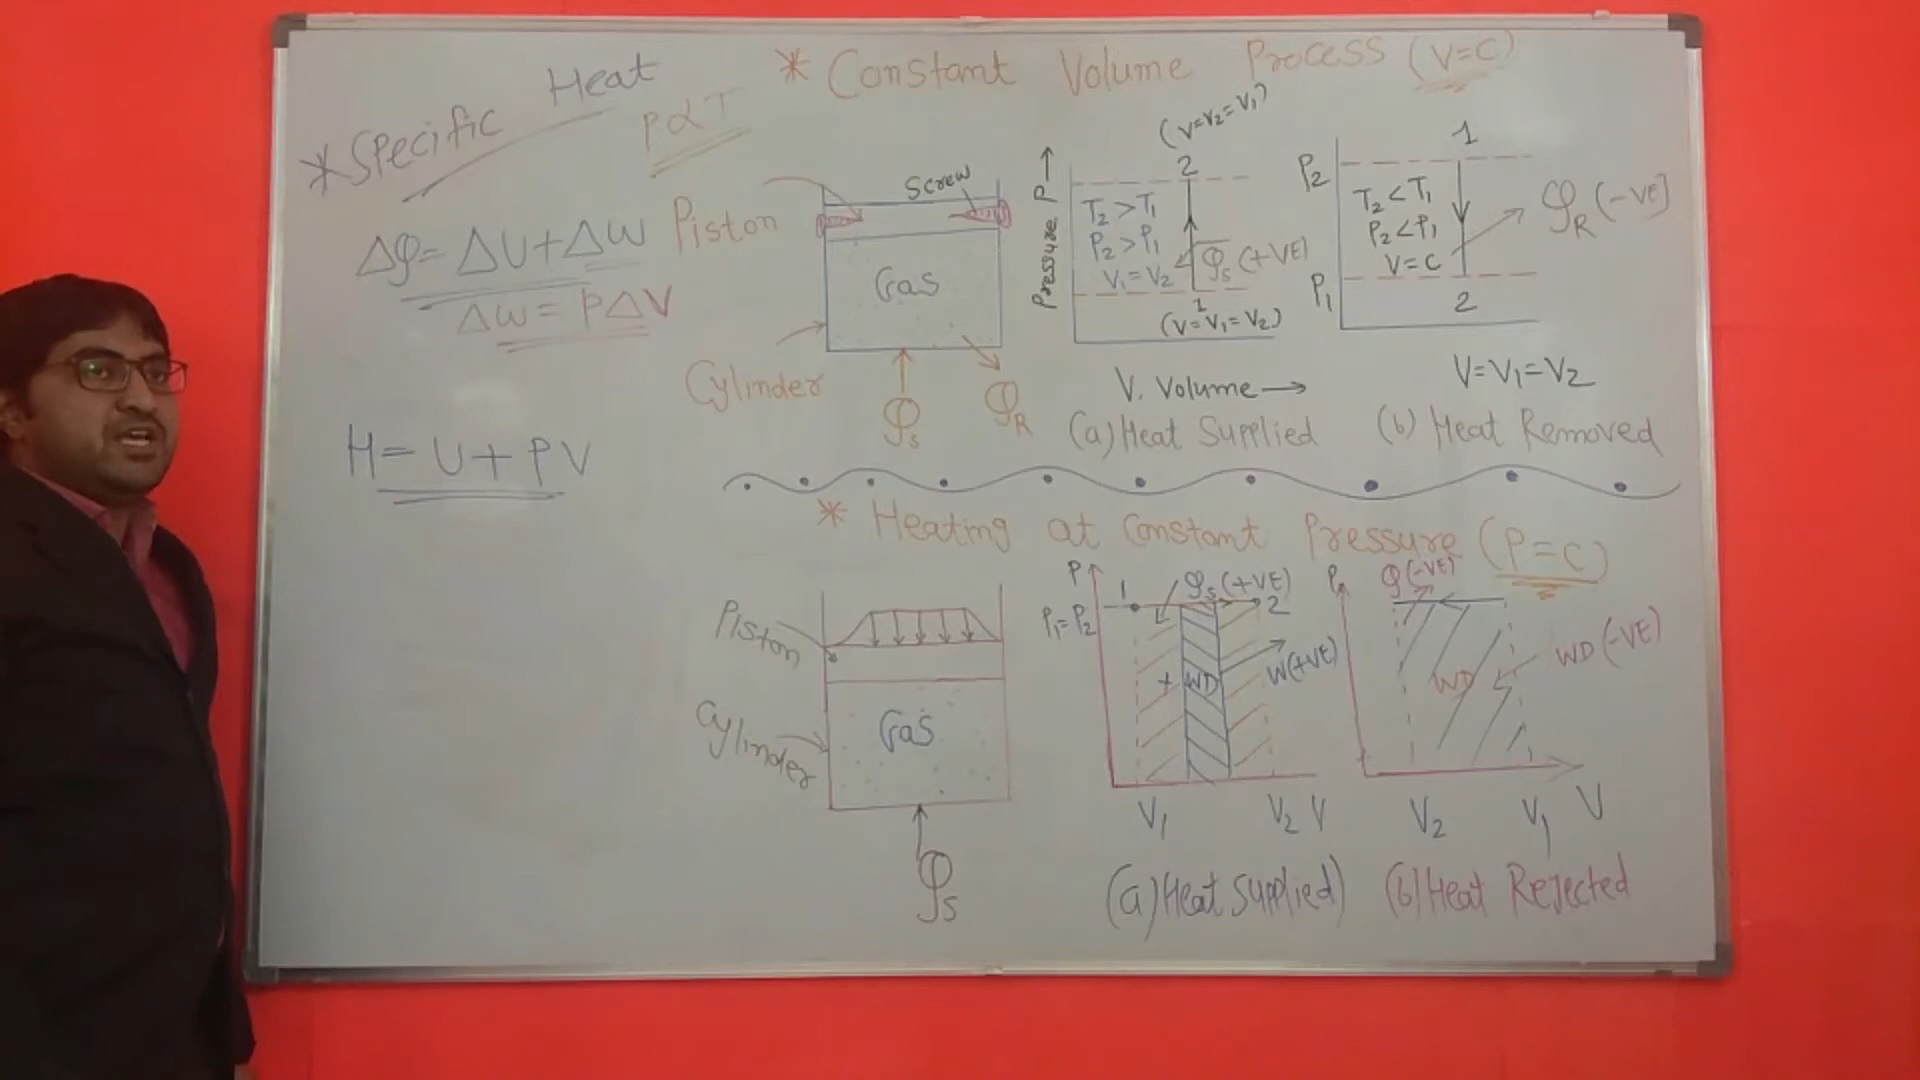 *Specific Heat
P∝T
ΔQ = ΔU+ΔW
Δw = PΔV
H = U + PV
* Constant Volume Process (V=C)
Piston
Screw
Gas
Cylinder
Qs
QR
Pressure P→
(V=V₂=V₁)
2
T₂ > T₁
P₂ > P₁
V₁ = V₂
Qs (+VE)
1
(V=V₁=V₂)
V. Volume→
(a) Heat Supplied
P₂
1
T₂ < T₁
P₂ < P₁
V=C
QR (-VE)
P₁
2
V=V₁=V₂
(b) Heat Removed
* Heating at Constant Pressure (P=C)
Piston
Gas
Cylinder
Qs
P
1
Qs (+VE)
2
P₁=P₂
+ WD
W(+VE)
V₁
V₂ V
(a) Heat Supplied)
P
Q(-VE)
WD
WD (-VE)
V₂
V₁
V
(b) Heat Rejected